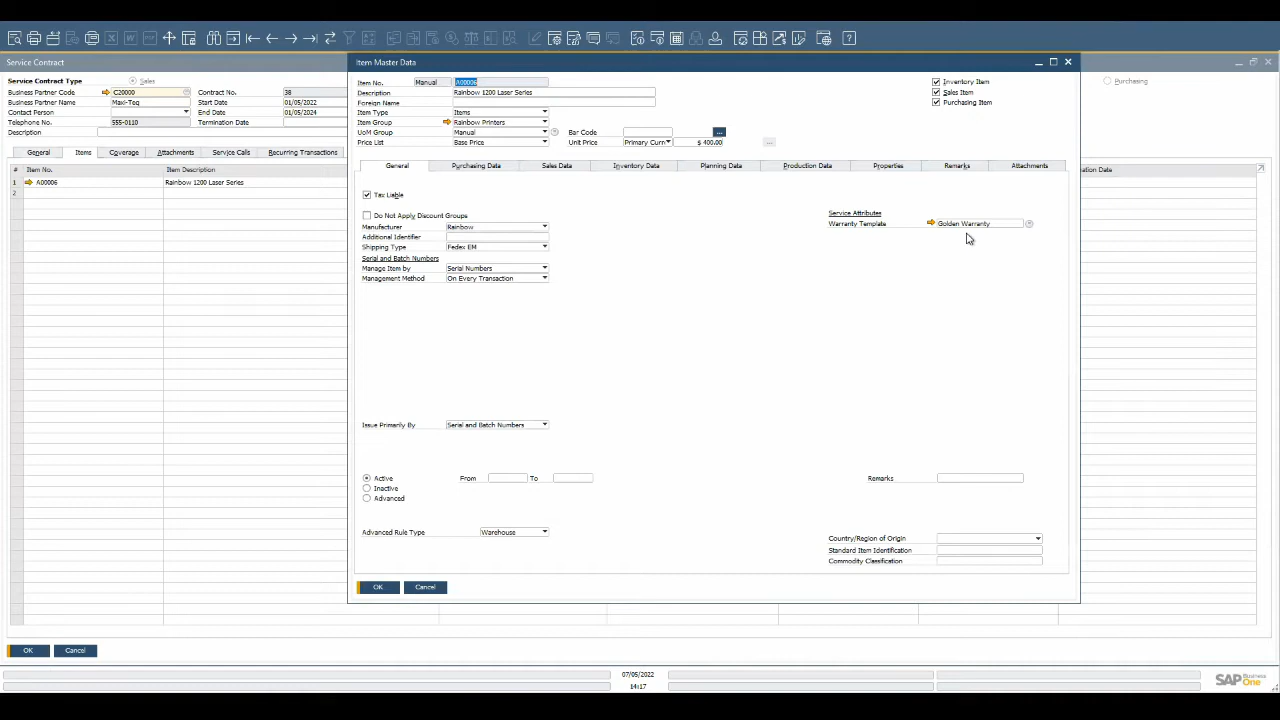 Service Contract
Service Contract Type
Sales
Purchasing
Business Partner Code
C20000
Contract No.
38
Business Partner Name
Maxi-Teq
Start Date
01/05/2022
Contact Person
End Date
01/05/2024
Telephone No.
555-0110
Termination Date
Description
General
Items
Coverage
Attachments
Service Calls
Recurring Transactions
#
Item No.
Item Description
ation Date
1
A00006
Rainbow 1200 Laser Series
2
OK
Cancel
Item Master Data
Item No.
Manual
A00006
Description
Rainbow 1200 Laser Series
Foreign Name
Item Type
Items
Item Group
Rainbow Printers
UoM Group
Manual
Bar Code
...
Price List
Base Price
Unit Price
Primary Curr
$ 400.00
...
Inventory Item
Sales Item
Purchasing Item
General
Purchasing Data
Sales Data
Inventory Data
Planning Data
Production Data
Properties
Remarks
Attachments
Tax Liable
Do Not Apply Discount Groups
Manufacturer
Rainbow
Additional Identifier
Shipping Type
Fedex EM
Serial and Batch Numbers
Manage Item by
Serial Numbers
Management Method
On Every Transaction
Service Attributes
Warranty Template
Golden Warranty
Issue Primarily By
Serial and Batch Numbers
Active
From
To
Remarks
Inactive
Advanced
Advanced Rule Type
Warehouse
Country/Region of Origin
Standard Item Identification
Commodity Classification
OK
Cancel
07/05/2022
14:17
SAP Business One